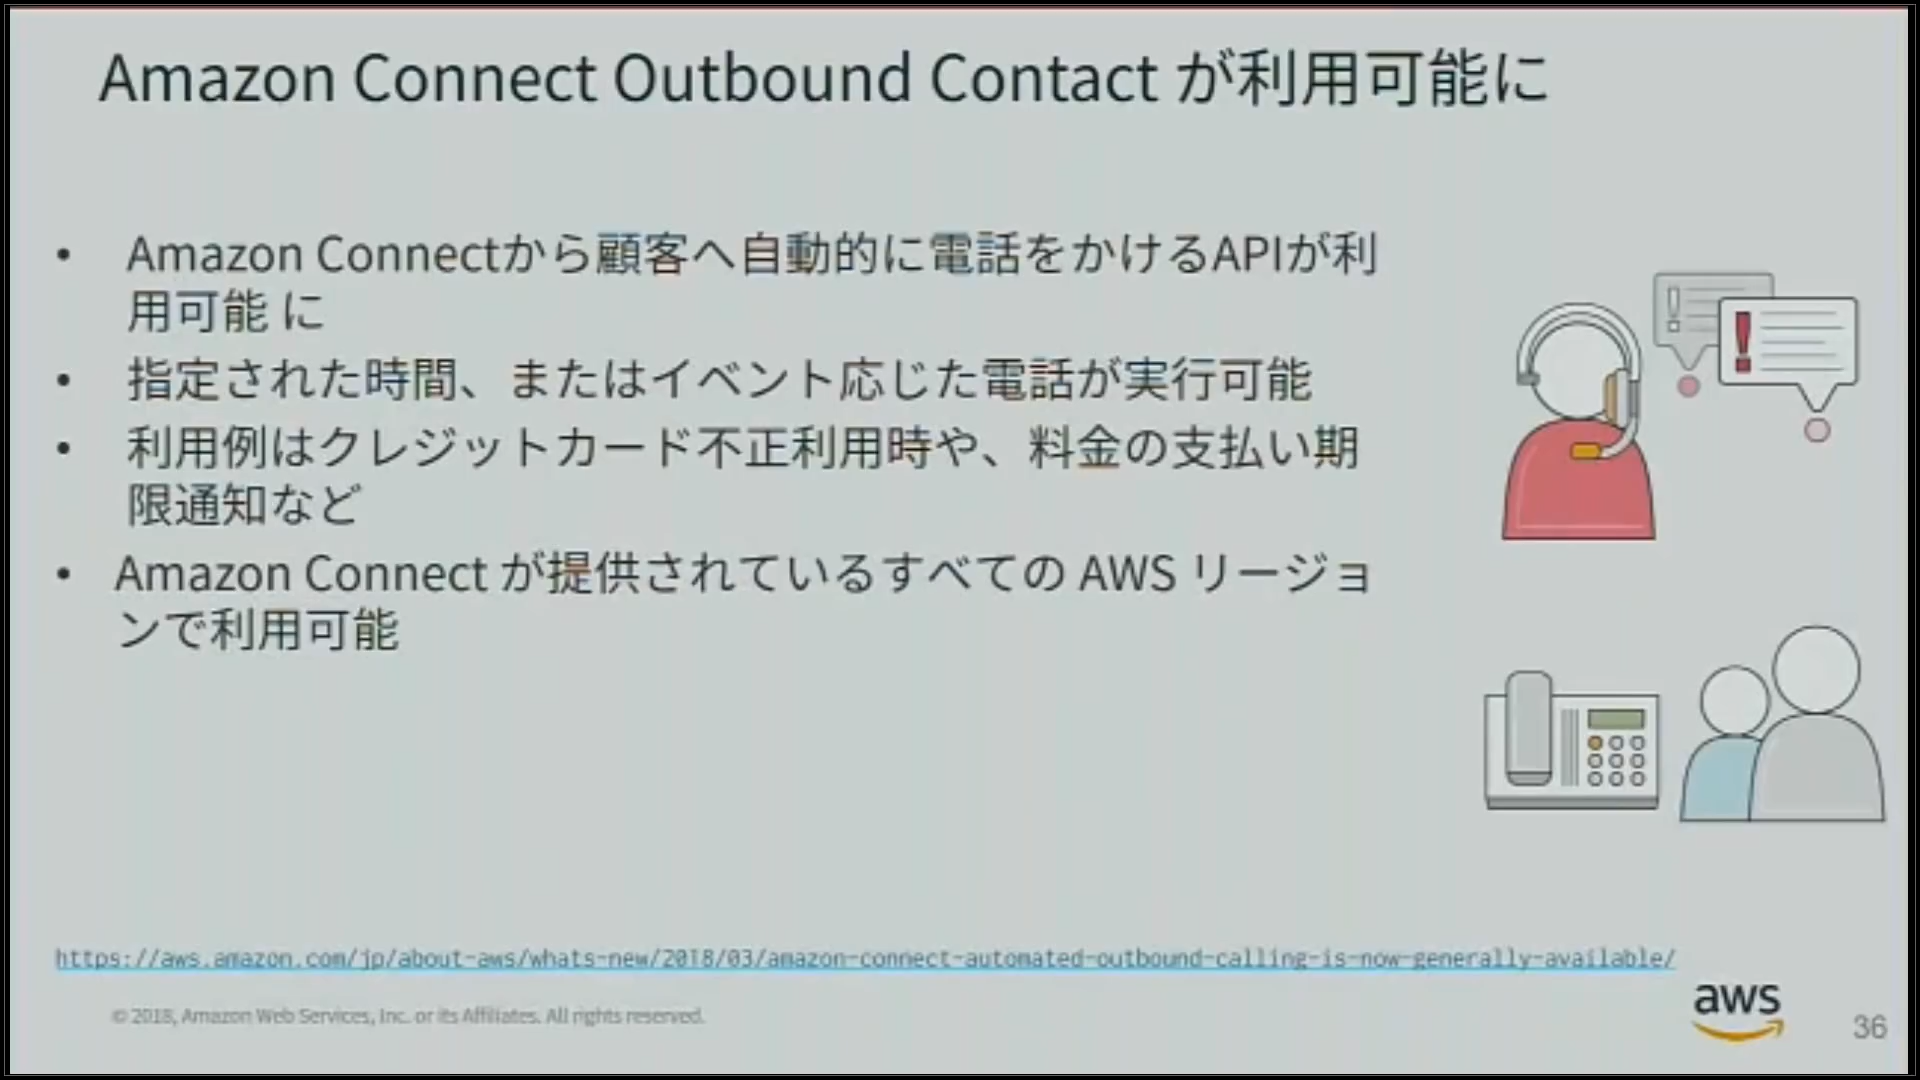 Amazon Connect Outbound Contact が利用可能に
• Amazon Connectから顧客へ自動的に電話をかけるAPIが利
用可能 に
• 指定された時間、またはイベント応じた電話が実行可能
• 利用例はクレジットカード不正利用時や、料金の支払い期
限通知など
• Amazon Connect が提供されているすべての AWS リージョ
ンで利用可能
https://aws.amazon.com/jp/about-aws/whats-new/2018/03/amazon-connect-automated-outbound-calling-is-now-generally-available/
© 2018, Amazon Web Services, Inc. or its Affiliates. All rights reserved.
aws
36